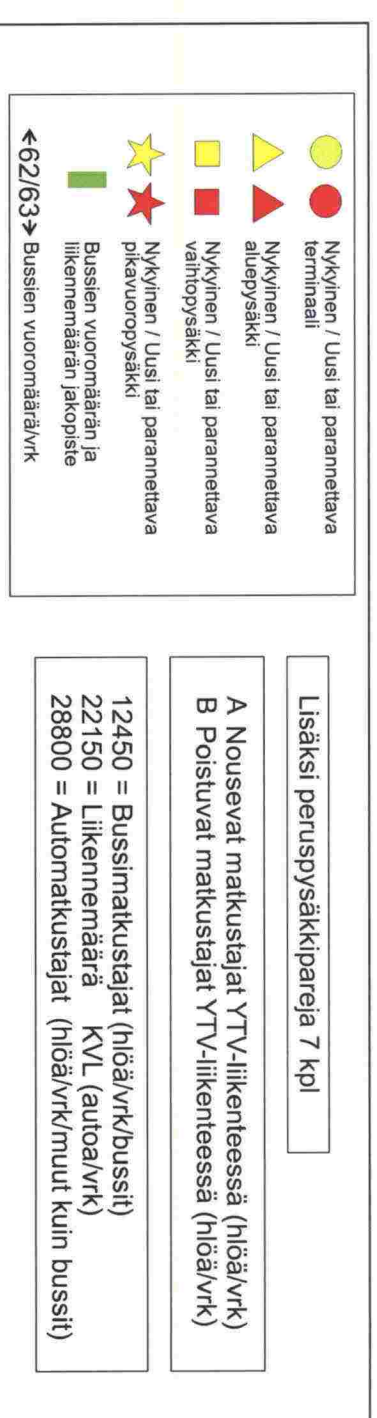 Nykyinen / Uusi tai parannettava
terminaali
Nykyinen / Uusi tai parannettava
aluepysäkki
Nykyinen / Uusi tai parannettava
vaihtopysäkki
Nykyinen / Uusi tai parannettava
pikavuoropysäkki
Bussien vuoromäärän ja
liikennemäärän jakopiste
←62/63→ Bussien vuoromäärä/vrk
Lisäksi peruspysäkkipareja 7 kpl
A Nousevat matkustajat YTV-liikenteessä (hlöä/vrk)
B Poistuvat matkustajat YTV-liikenteessä (hlöä/vrk)
12450 = Bussimatkustajat (hlöä/vrk/bussit)
22150 = Liikennemäärä KVL (autoa/vrk)
28800 = Automatkustajat (hlöä/vrk/muut kuin bussit)